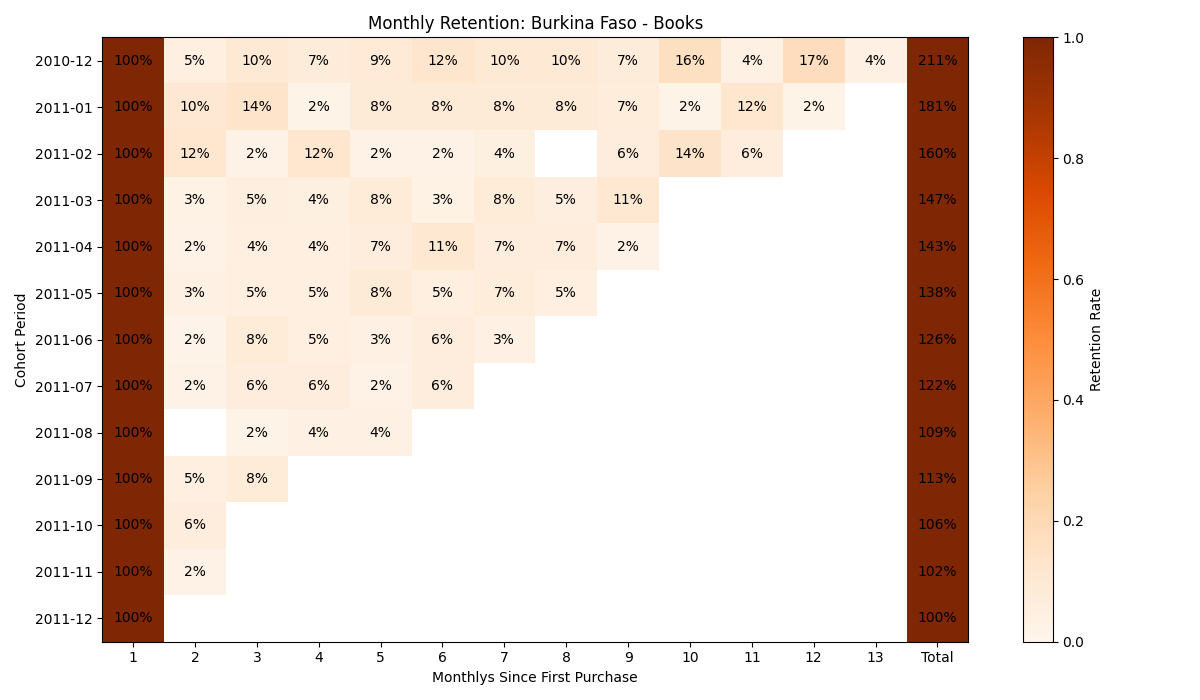 Monthly Retention: Burkina Faso - Books
2010-12 100% 5% 10% 7% 9% 12% 10% 10% 7% 16% 4% 17% 4% 211%
2011-01 100% 10% 14% 2% 8% 8% 8% 8% 7% 2% 12% 2% 181%
2011-02 100% 12% 2% 12% 2% 2% 4% 6% 14% 6% 160%
2011-03 100% 3% 5% 4% 8% 3% 8% 5% 11% 147%
2011-04 100% 2% 4% 4% 7% 11% 7% 7% 2% 143%
2011-05 100% 3% 5% 5% 8% 5% 7% 5% 138%
2011-06 100% 2% 8% 5% 3% 6% 3% 126%
2011-07 100% 2% 6% 6% 2% 6% 122%
2011-08 100% 2% 4% 4% 109%
2011-09 100% 5% 8% 113%
2011-10 100% 6% 106%
2011-11 100% 2% 102%
2011-12 100% 100%
1 2 3 4 5 6 7 8 9 10 11 12 13 Total
Monthlys Since First Purchase
Cohort Period
1.0
0.8
0.6
0.4
0.2
0.0
Retention Rate